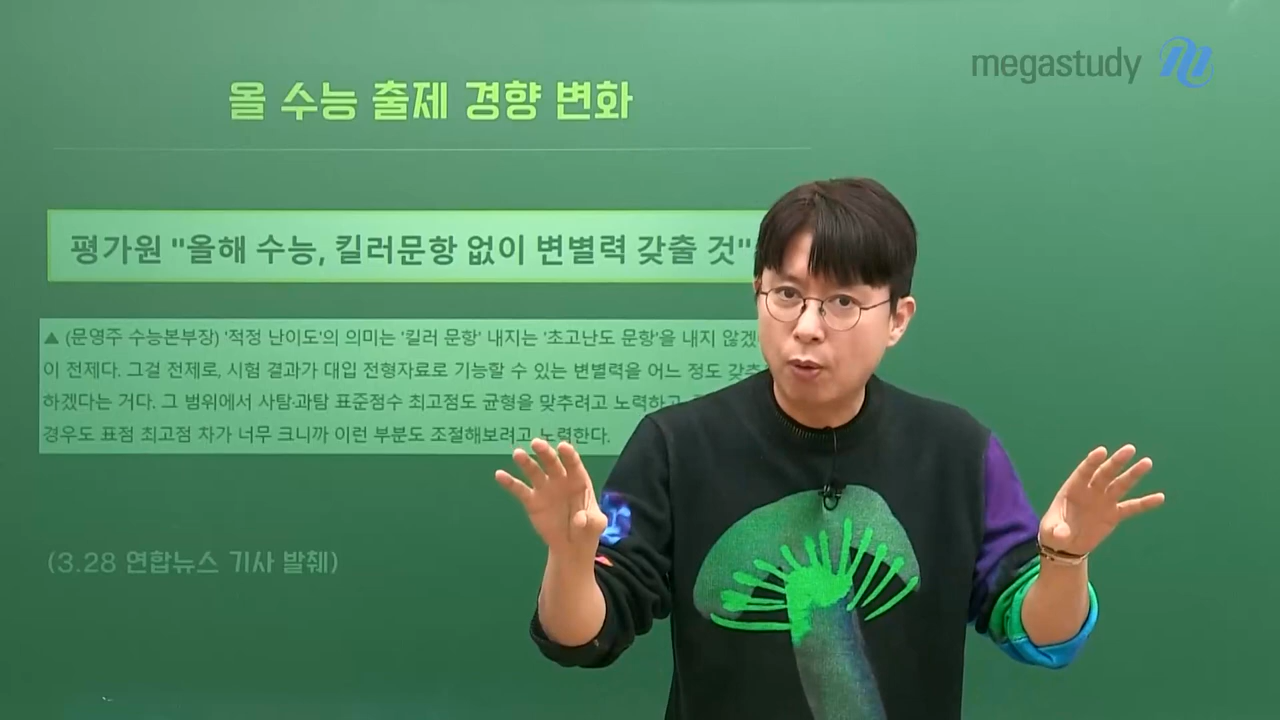 megastudy
올 수능 출제 경향 변화
평가원 "올해 수능, 킬러문항 없이 변별력 갖출 것"
▲ (문영주 수능본부장) '적정 난이도'의 의미는 '킬러 문항' 내지는 '초고난도 문항'을 내지 않겠
이 전제다. 그걸 전제로, 시험 결과가 대입 전형자료로 기능할 수 있는 변별력을 어느 정도
하겠다는 거다. 그 범위에서 사탐·과탐 표준점수 최고점도 균형을 맞추려고 노력하고,
경우도 표점 최고점 차가 너무 크니까 이런 부분도 조절해보려고 노력한다.
(3.28 연합뉴스 기사 발췌)